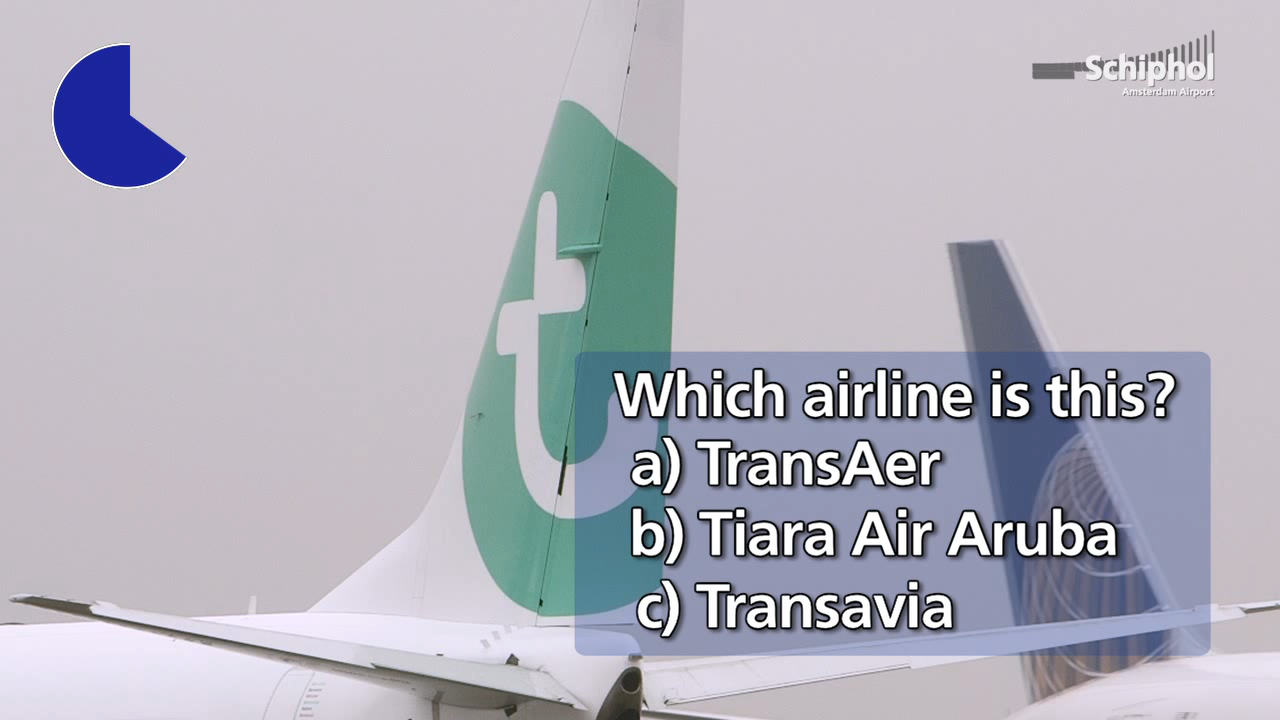 Schiphol
Amsterdam Airport
t
Which airline is this?
a) TransAer
b) Tiara Air Aruba
c) Transavia